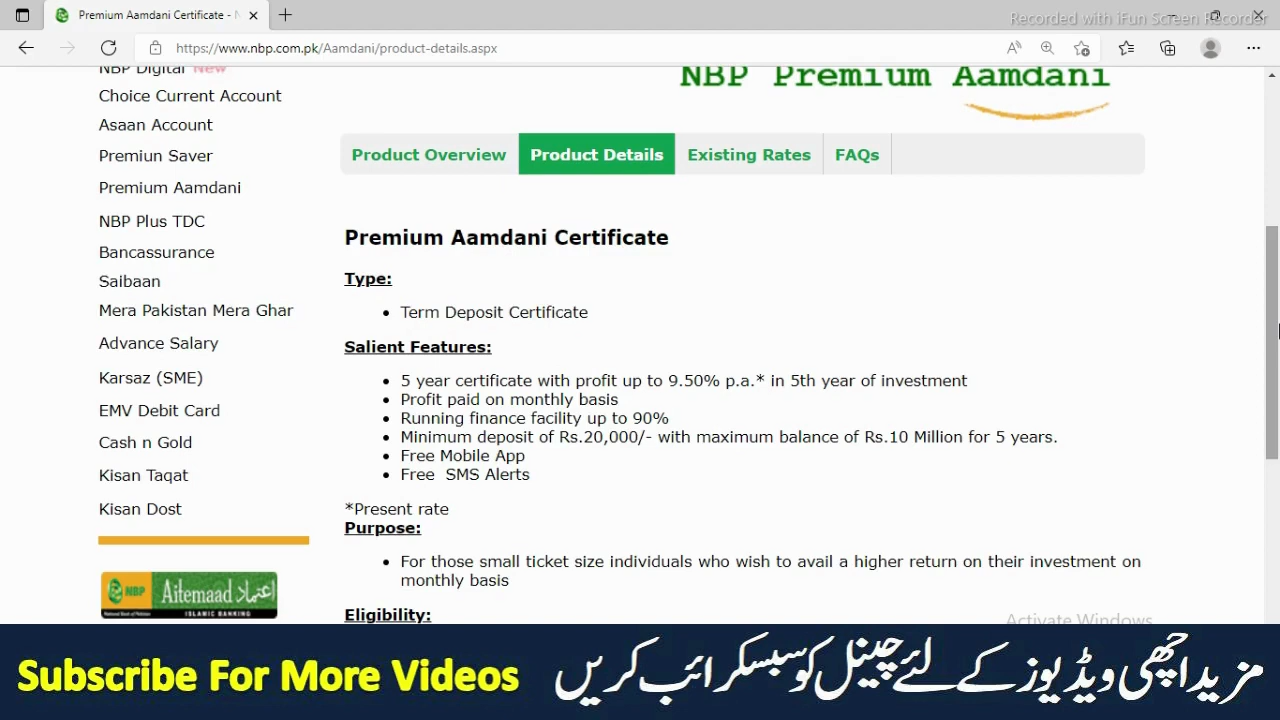 Premium Aamdani Certificate - N
Recorded with iFun Screen Recorder
https://www.nbp.com.pk/Aamdani/product-details.aspx
NBP Digital New
Choice Current Account
Asaan Account
Premiun Saver
Premium Aamdani
NBP Plus TDC
Bancassurance
Saibaan
Mera Pakistan Mera Ghar
Advance Salary
Karsaz (SME)
EMV Debit Card
Cash n Gold
Kisan Taqat
Kisan Dost
NBP
National Bank of Pakistan
Aitemaad اعتماد
ISLAMIC BANKING
NBP Premium Aamdani
Product Overview Product Details Existing Rates FAQs
Premium Aamdani Certificate
Type:
• Term Deposit Certificate
Salient Features:
• 5 year certificate with profit up to 9.50% p.a.* in 5th year of investment
• Profit paid on monthly basis
• Running finance facility up to 90%
• Minimum deposit of Rs.20,000/- with maximum balance of Rs.10 Million for 5 years.
• Free Mobile App
• Free SMS Alerts
*Present rate
Purpose:
• For those small ticket size individuals who wish to avail a higher return on their investment on
monthly basis
Eligibility:
Activate Windows
Subscribe For More Videos
مزید اچھی ویڈیوز کے لئے چینل کو سبسکرائب کریں